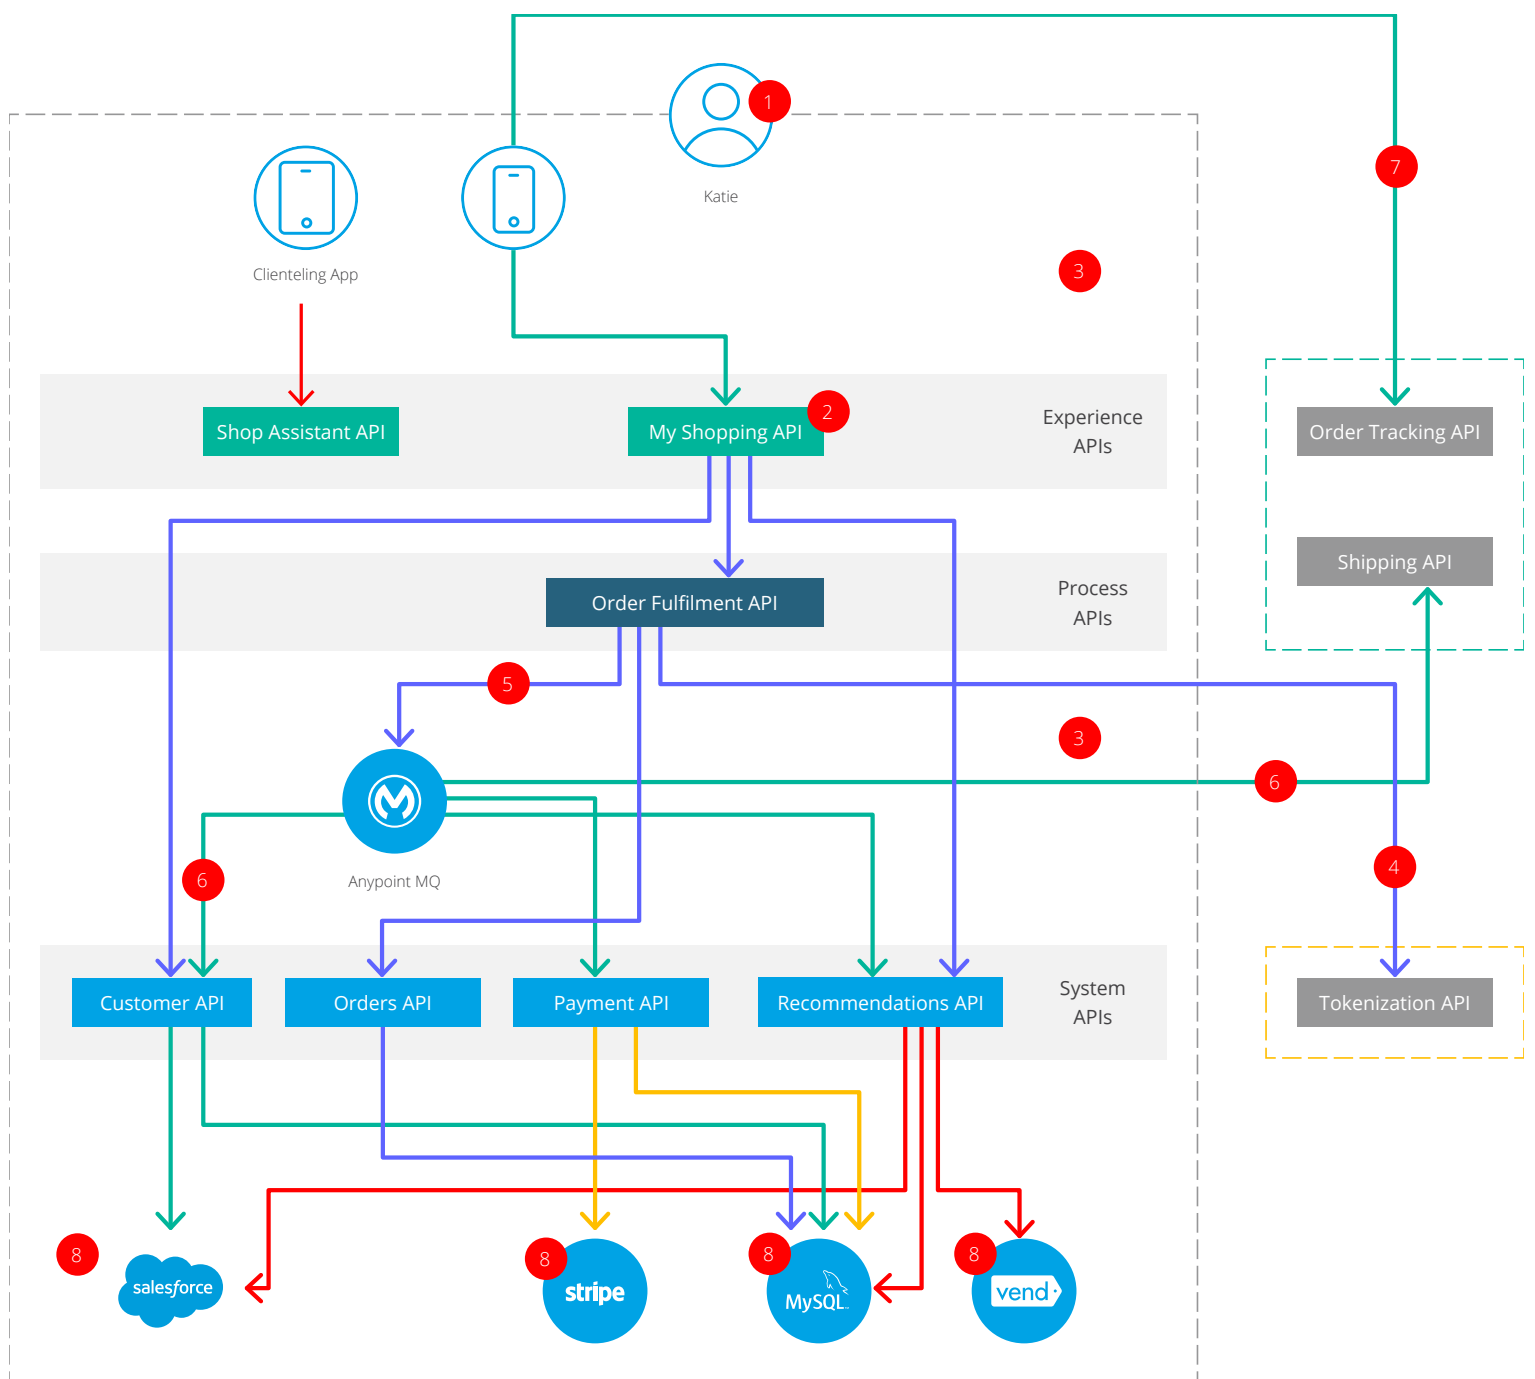 1
7
Katie
Clienteling App
3
Shop Assistant API
My Shopping API
2
Experience
APIs
Order Tracking API
Shipping API
Order Fulfilment API
Process
APIs
5
3
6
Anypoint MQ
6
4
Customer API
Orders API
Payment API
Recommendations API
System
APIs
Tokenization API
8
salesforce
8
stripe
8
MySQL
8
vend